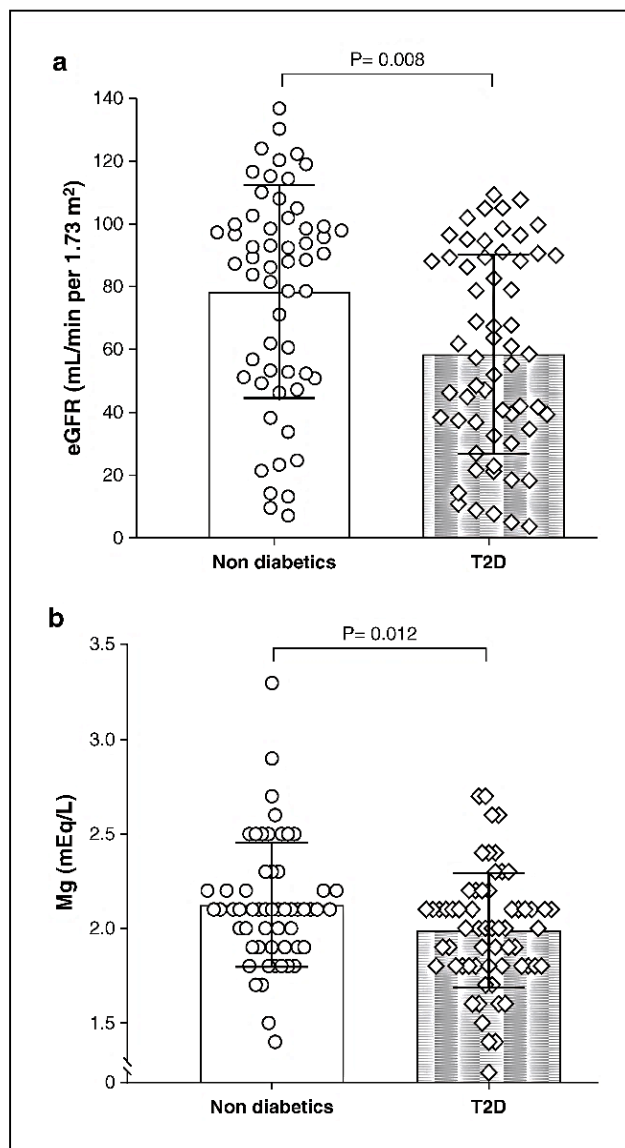 a
P= 0.008
eGFR (mL/min per 1.73 m²)
140
120
100
80
60
40
20
0
Non diabetics
T2D
b
P= 0.012
Mg (mEq/L)
3.5
3.0
2.5
2.0
1.5
0
Non diabetics
T2D